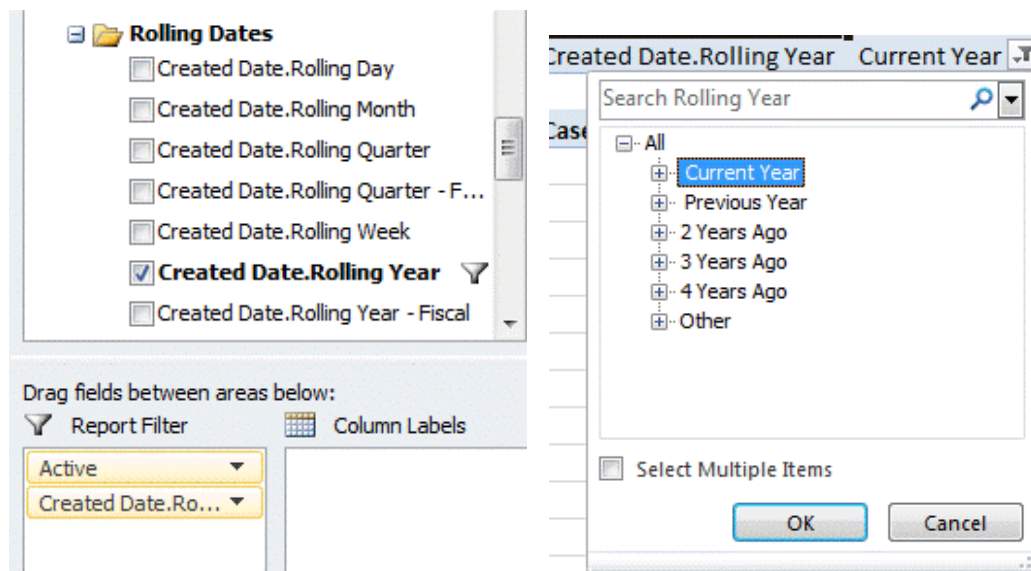 Rolling Dates
Created Date.Rolling Day
Created Date.Rolling Month
Created Date.Rolling Quarter
Created Date.Rolling Quarter - F...
Created Date.Rolling Week
Created Date.Rolling Year
Created Date.Rolling Year - Fiscal
Drag fields between areas below:
Report Filter Column Labels
Active
Created Date.Ro...
Created Date.Rolling Year Current Year
Search Rolling Year
Case
All
Current Year
Previous Year
2 Years Ago
3 Years Ago
4 Years Ago
Other
Select Multiple Items
OK Cancel